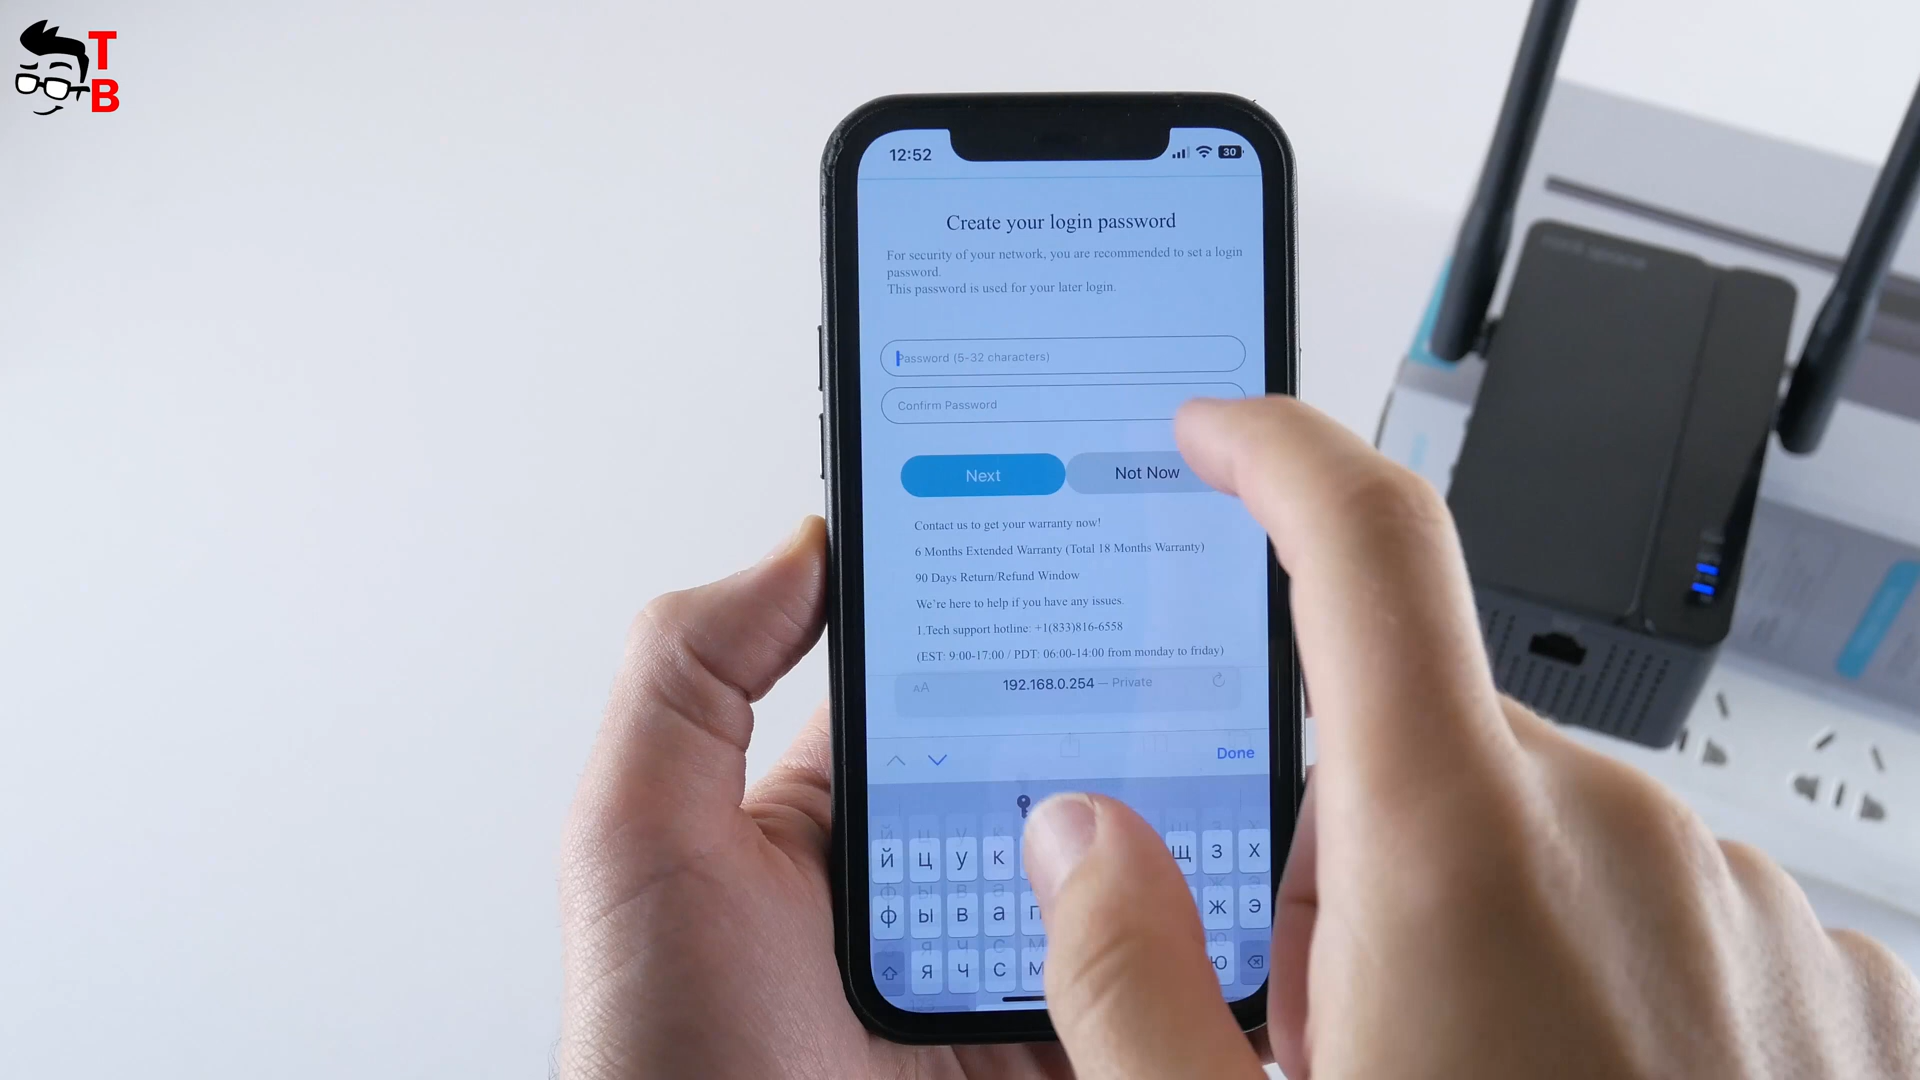 T
B
12:52
30
Create your login password
For security of your network, you are recommended to set a login
password.
This password is used for your later login.
Password (5-32 characters)
Confirm Password
Next
Not Now
Contact us to get your warranty now!
6 Months Extended Warranty (Total 18 Months Warranty)
90 Days Return/Refund Window
We're here to help if you have any issues.
1.Tech support hotline: +1(833)816-6558
(EST: 9:00-17:00 / PDT: 06:00-14:00 from monday to friday)
AA
192.168.0.254 — Private
Done
й ц у к щ з х
ф ы в а п ж э
я ч с м ю
123